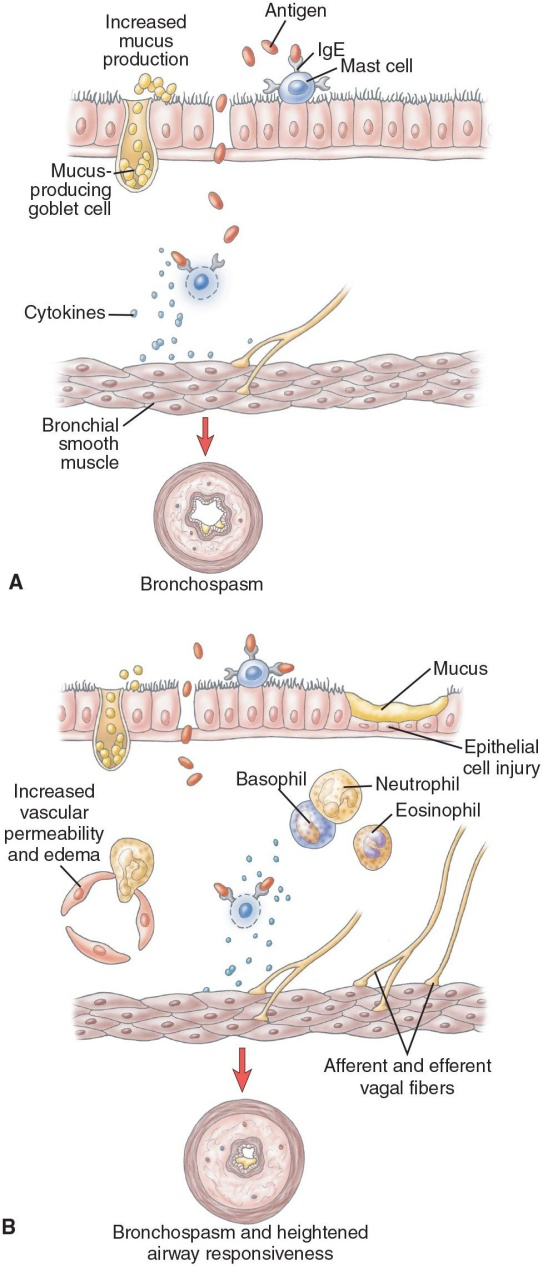 Increased
mucus
production
Antigen
IgE
Mast cell
Mucus-
producing
goblet cell
Cytokines
Bronchial
smooth
muscle
A
Bronchospasm
Mucus
Epithelial
cell injury
Increased
vascular
permeability
and edema
Basophil
Neutrophil
Eosinophil
Afferent and efferent
vagal fibers
B
Bronchospasm and heightened
airway responsiveness